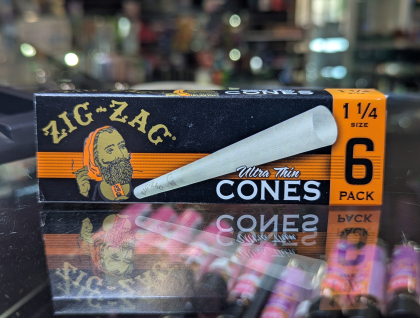 ZIG-ZAG
Ultra Thin
CONES
1 1/4
SIZE
6
PACK
CONES